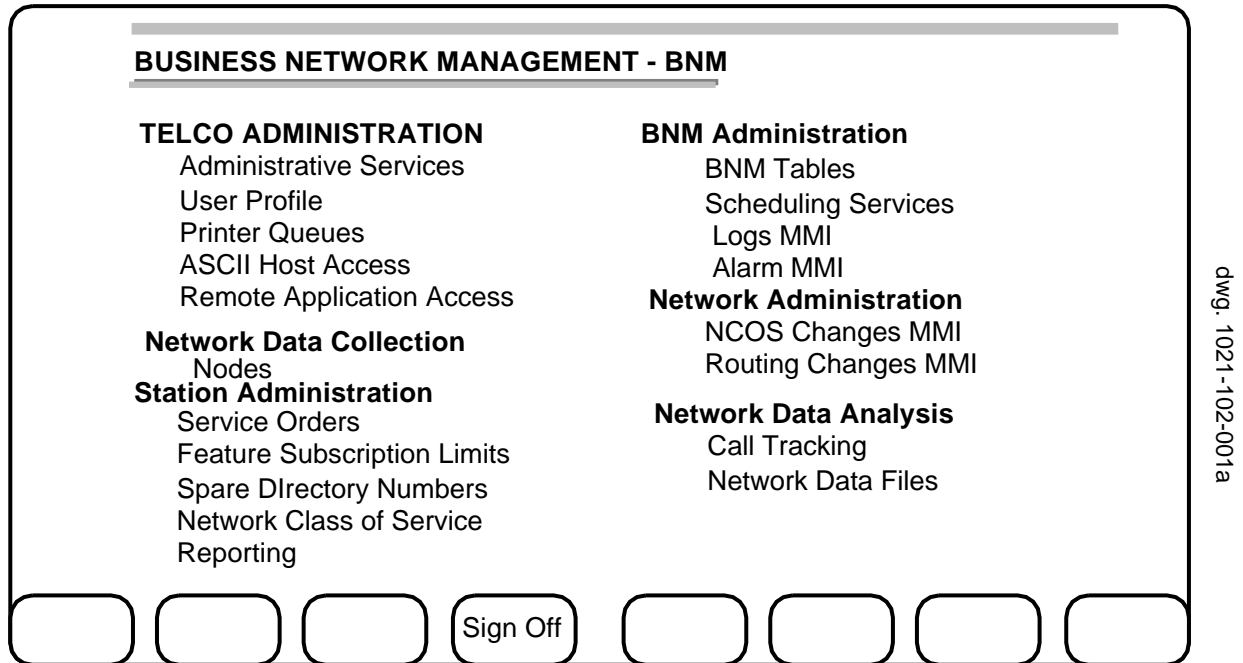 BUSINESS NETWORK MANAGEMENT - BNM
TELCO ADMINISTRATION
Administrative Services
User Profile
Printer Queues
ASCII Host Access
Remote Application Access
Network Data Collection
Nodes
Station Administration
Service Orders
Feature Subscription Limits
Spare DIrectory Numbers
Network Class of Service
Reporting
BNM Administration
BNM Tables
Scheduling Services
Logs MMI
Alarm MMI
Network Administration
NCOS Changes MMI
Routing Changes MMI
Network Data Analysis
Call Tracking
Network Data Files
Sign Off
dwg. 1021-102-001a